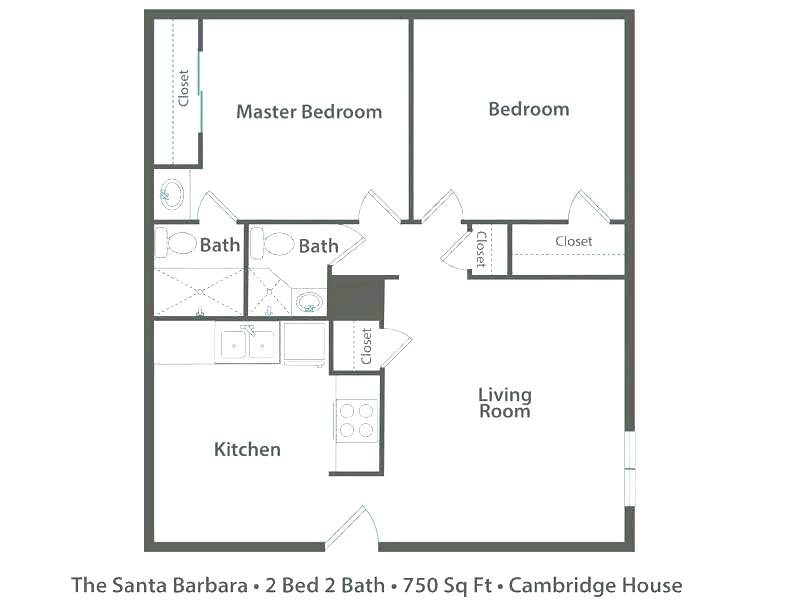 Closet
Master Bedroom
Bedroom
Bath
Bath
Closet
Closet
Closet
Living
Room
Kitchen
The Santa Barbara • 2 Bed 2 Bath • 750 Sq Ft • Cambridge House